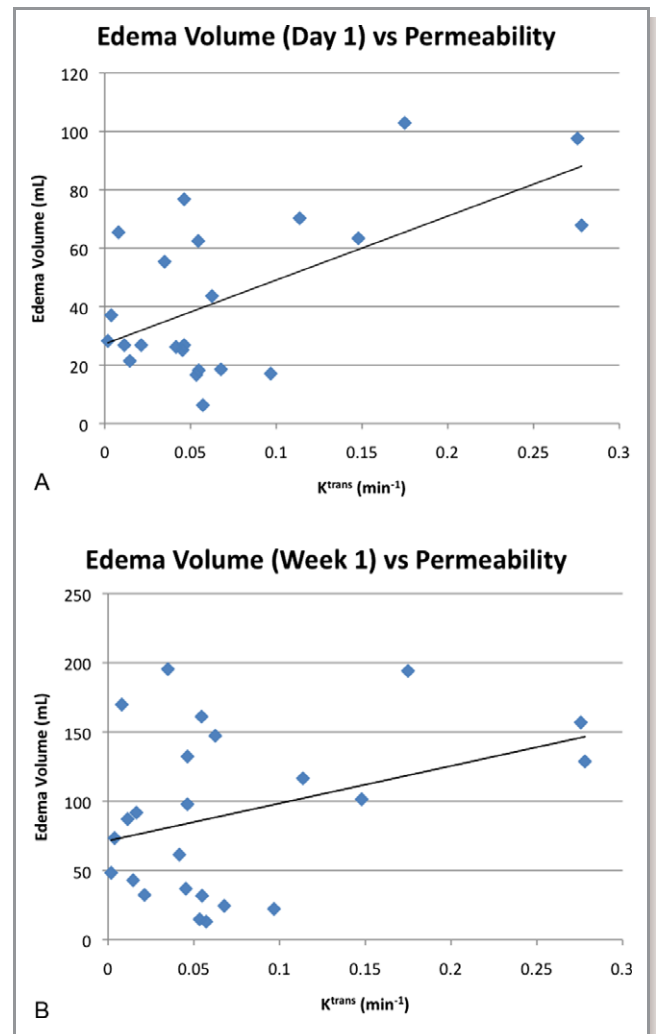 Edema Volume (Day 1) vs Permeability
120
100
80
60
40
20
0
Edema Volume (mL)
0 0.05 0.1 0.15 0.2 0.25 0.3
Kᵗʳᵃⁿˢ (min⁻¹)
A
Edema Volume (Week 1) vs Permeability
250
200
150
100
50
0
Edema Volume (mL)
0 0.05 0.1 0.15 0.2 0.25 0.3
Kᵗʳᵃⁿˢ (min⁻¹)
B